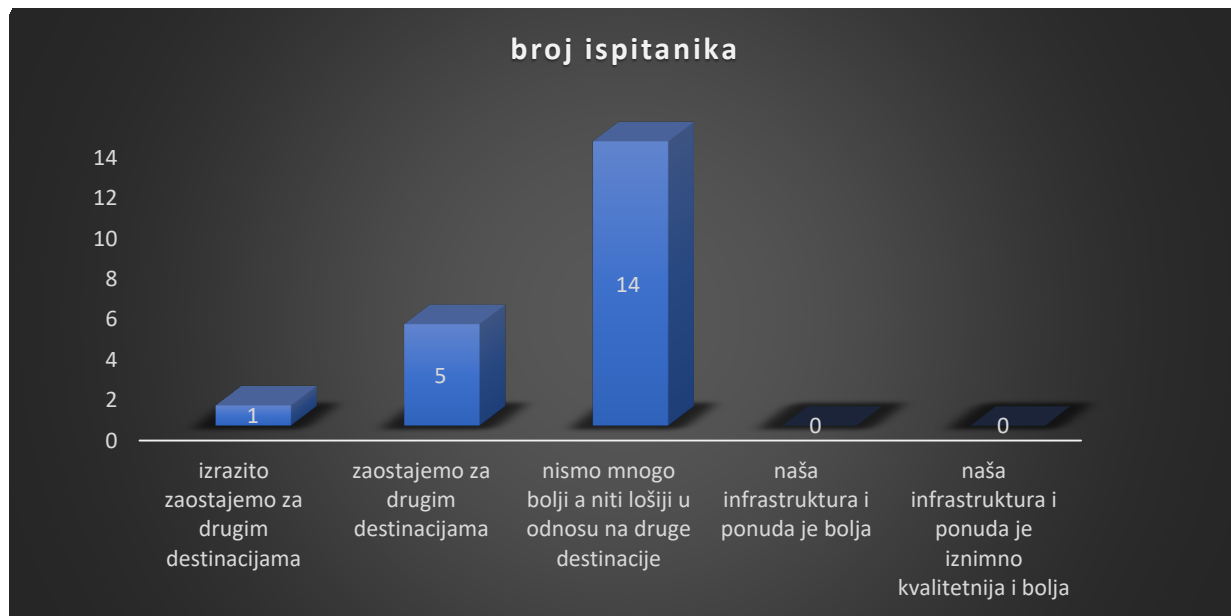 broj ispitanika
14
12
10
8
6
4
2
0
1
5
14
0
0
izrazito
zaostajemo za
drugim
destinacijama
zaostajemo za
drugim
destinacijama
nismo mnogo
bolji a niti lošiji u
odnosu na druge
destinacije
naša
infrastruktura i
ponuda je bolja
naša
infrastruktura i
ponuda je
iznimno
kvalitetnija i bolja